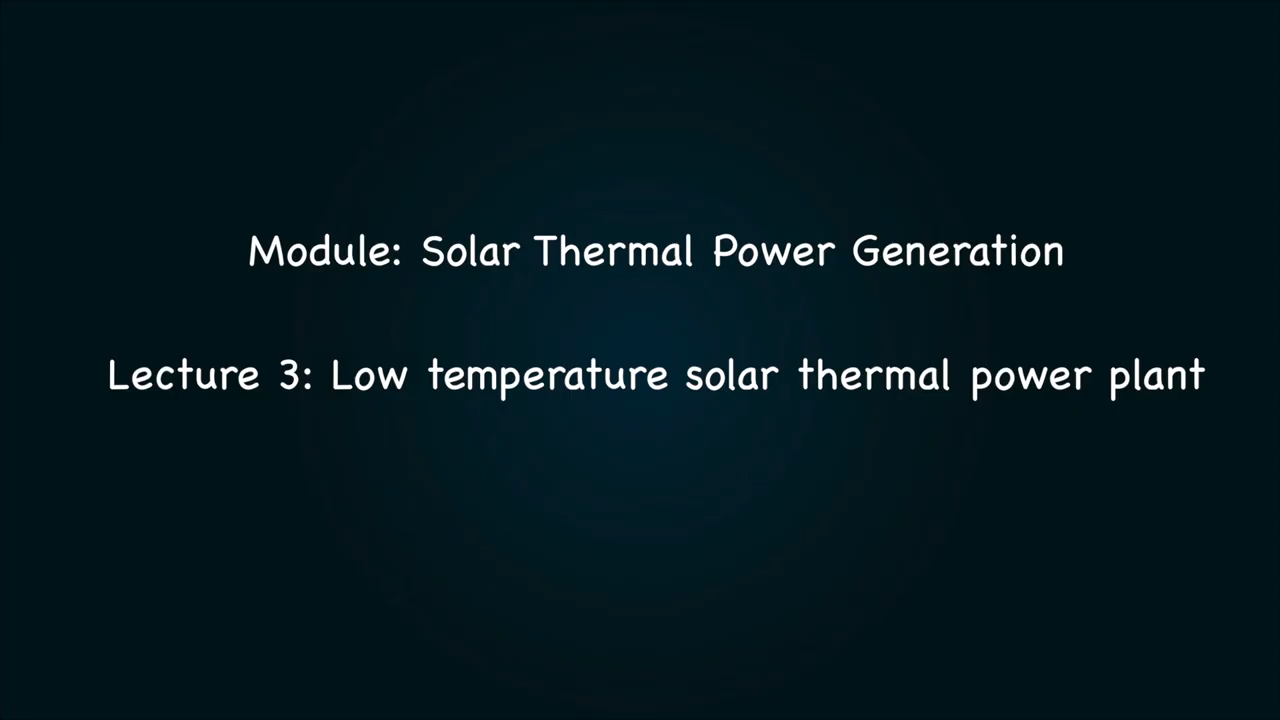 Module: Solar Thermal Power Generation
Lecture 3: Low temperature solar thermal power plant